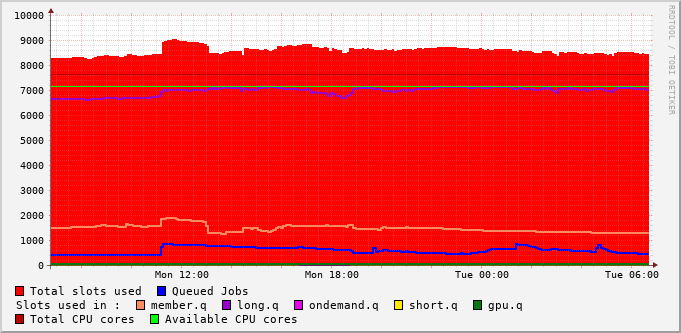 10000
9000
8000
7000
6000
5000
4000
3000
2000
1000
0
Mon 12:00 Mon 18:00 Tue 00:00 Tue 06:00
RRDTOOL / TOBI OETIKER
Total slots used Queued Jobs
Slots used in : member.q long.q ondemand.q short.q gpu.q
Total CPU cores Available CPU cores